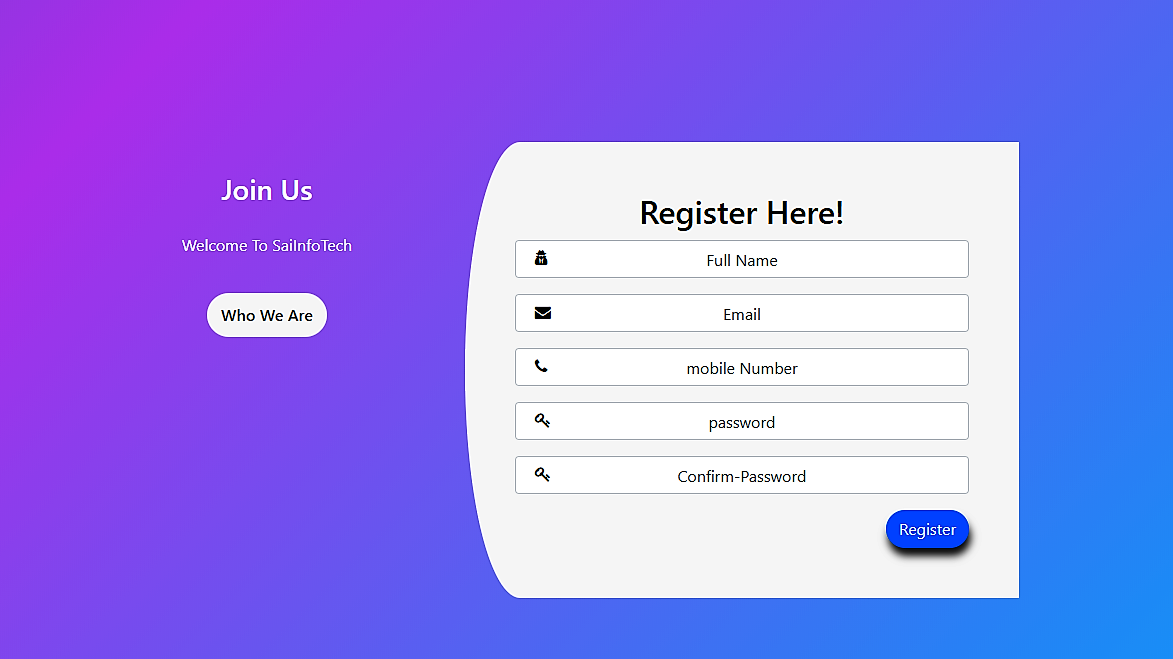 Join Us
Welcome To SaiInfoTech
Who We Are
Register Here!
Full Name
Email
mobile Number
password
Confirm-Password
Register